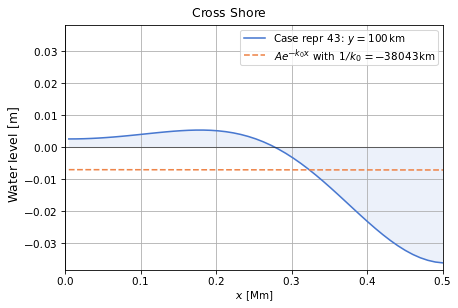 Cross Shore
Case repr 43: y = 100km
Ae^{-k_0x} with 1/k_0 = −38043km
0.03
0.02
0.01
0.00
−0.01
−0.02
−0.03
Water level [m]
0.0 0.1 0.2 0.3 0.4 0.5
x [Mm]